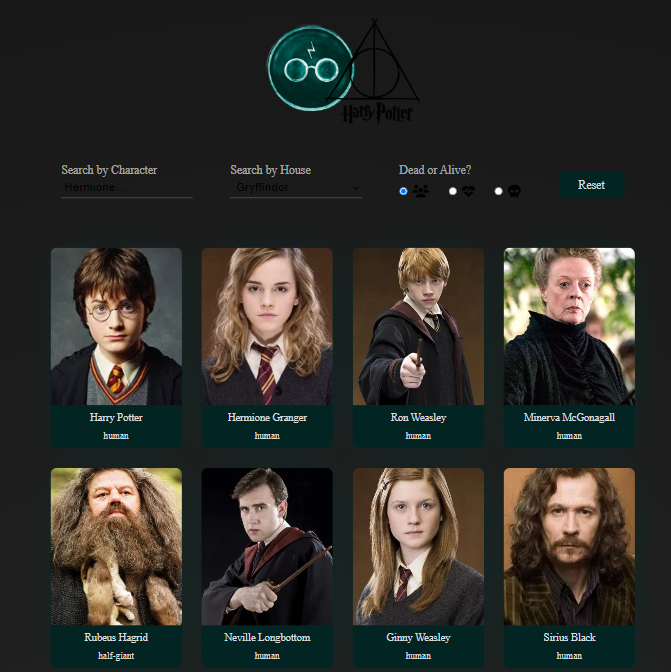 Harry Potter
Search by Character
Search by House
Dead or Alive?
Hermione...
Gryffindor
Reset
Harry Potter
human
Hermione Granger
human
Ron Weasley
human
Minerva McGonagall
human
Rubeus Hagrid
half-giant
Neville Longbottom
human
Ginny Weasley
human
Sirius Black
human